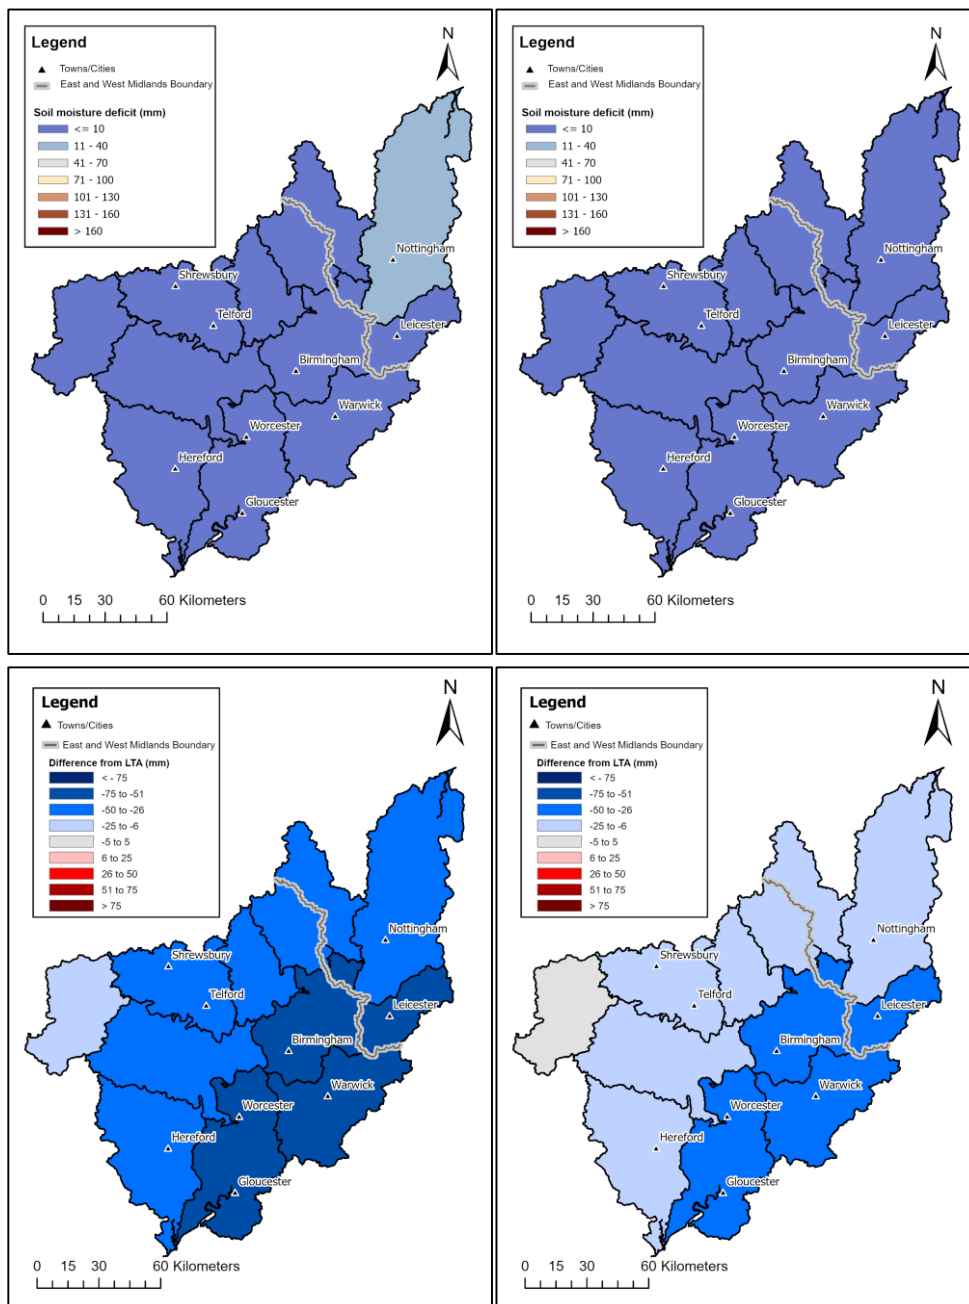 Legend
N
Towns/Cities
East and West Midlands Boundary
Soil moisture deficit (mm)
<= 10
11 - 40
41 - 70
71 - 100
101 - 130
131 - 160
> 160
Nottingham
Shrewsbury
Telford
Leicester
Birmingham
Warwick
Worcester
Hereford
Gloucester
0 15 30 60 Kilometers
Legend
N
Towns/Cities
East and West Midlands Boundary
Soil moisture deficit (mm)
<= 10
11 - 40
41 - 70
71 - 100
101 - 130
131 - 160
> 160
Nottingham
Shrewsbury
Telford
Leicester
Birmingham
Warwick
Worcester
Hereford
Gloucester
0 15 30 60 Kilometers
Legend
N
Towns/Cities
East and West Midlands Boundary
Difference from LTA (mm)
< - 75
-75 to -51
-50 to -26
-25 to -6
-5 to 5
6 to 25
26 to 50
51 to 75
> 75
Nottingham
Shrewsbury
Telford
Leicester
Birmingham
Warwick
Worcester
Hereford
Gloucester
0 15 30 60 Kilometers
Legend
N
Towns/Cities
East and West Midlands Boundary
Difference from LTA (mm)
< - 75
-75 to -51
-50 to -26
-25 to -6
-5 to 5
6 to 25
26 to 50
51 to 75
> 75
Nottingham
Shrewsbury
Telford
Leicester
Birmingham
Warwick
Worcester
Hereford
Gloucester
0 15 30 60 Kilometers